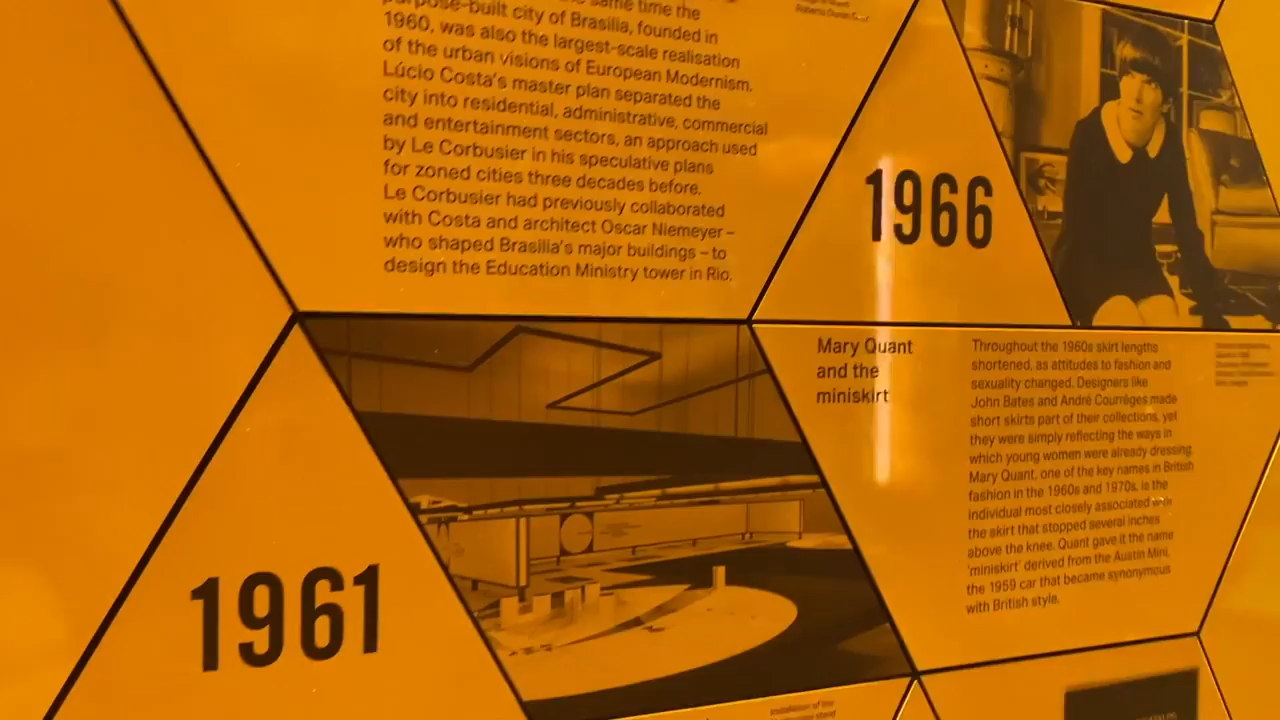 same time the
purpose-built city of Brasilia, founded in
1960, was also the largest-scale realisation
of the urban visions of European Modernism.
Lúcio Costa's master plan separated the
city into residential, administrative, commercial
and entertainment sectors, an approach used
by Le Corbusier in his speculative plans
for zoned cities three decades before.
Le Corbusier had previously collaborated
with Costa and architect Oscar Niemeyer –
who shaped Brasilia's major buildings – to
design the Education Ministry tower in Rio.
1966
Mary Quant
and the
miniskirt
Throughout the 1960s skirt lengths
shortened, as attitudes to fashion and
sexuality changed. Designers like
John Bates and André Courrèges made
short skirts part of their collections, yet
they were simply reflecting the ways in
which young women were already dressing.
Mary Quant, one of the key names in British
fashion in the 1960s and 1970s, is the
individual most closely associated with
the skirt that stopped several inches
above the knee. Quant gave it the name
'miniskirt' derived from the Austin Mini,
the 1959 car that became synonymous
with British style.
1961
Installation of the